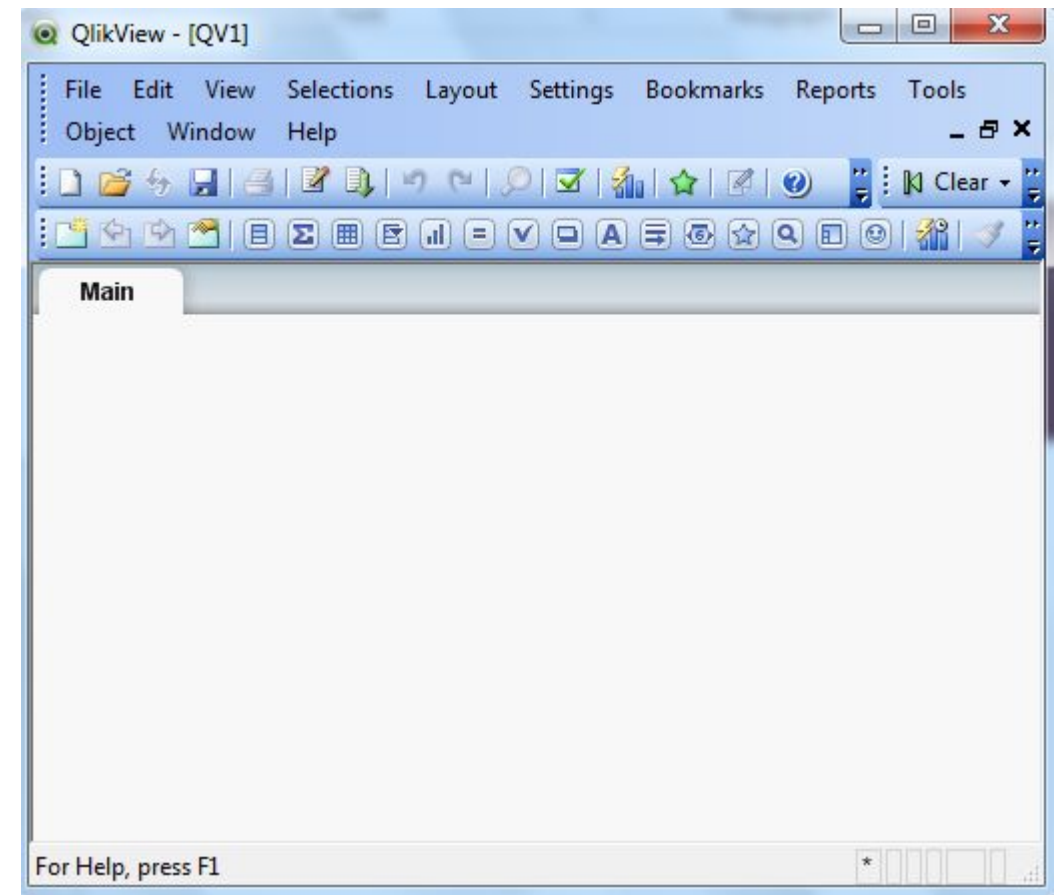 QlikView - [QV1]
File Edit View Selections Layout Settings Bookmarks Reports Tools
Object Window Help
Clear
Main
For Help, press F1
*